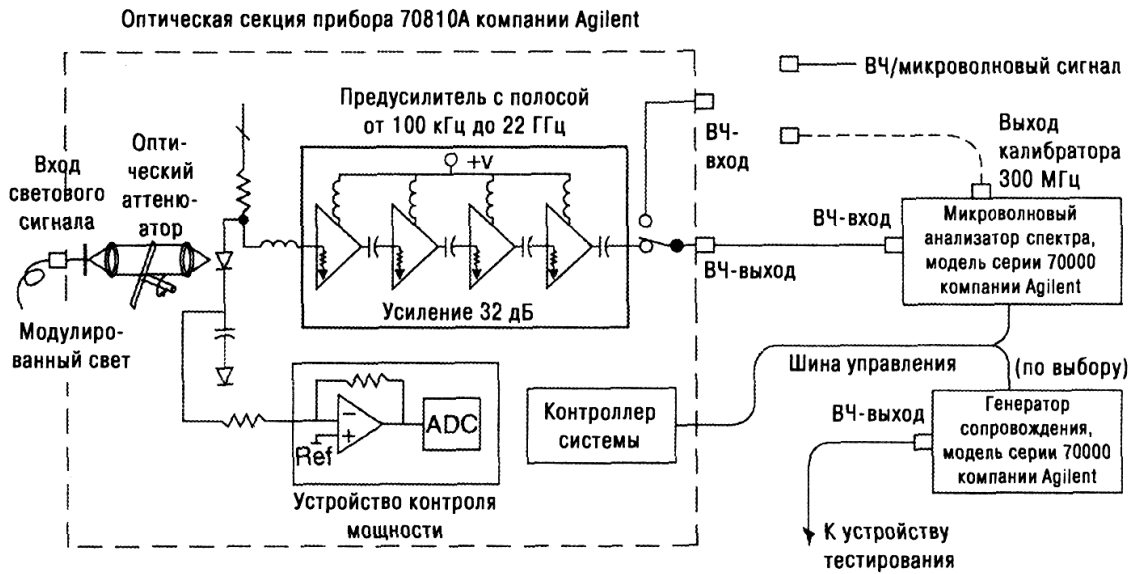 Оптическая секция прибора 70810А компании Agilent
Предусилитель с полосой
от 100 кГц до 22 ГГц
+V
Усиление 32 дБ
Вход
светового
сигнала
Опти-
ческий
аттеню-
атор
Модулиро-
ванный свет
ВЧ-
вход
ВЧ-выход
ВЧ/микроволновый сигнал
Выход
калибратора
300 МГц
ВЧ-вход
Микроволновый
анализатор спектра,
модель серии 70000
компании Agilent
Шина управления
(по выбору)
ВЧ-выход
Генератор
сопровождения,
модель серии 70000
компании Agilent
К устройству
тестирования
Контроллер
системы
−
+
Ref
ADC
Устройство контроля
мощности